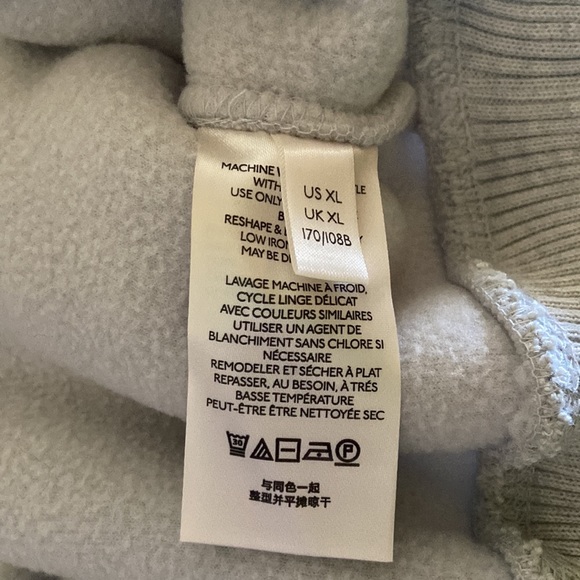 MACHINE
WITH
USE ONLY
RESHAPE &
LOW IRON
MAY BE
US XL
UK XL
170/108B
LAVAGE MACHINE À FROID,
CYCLE LINGE DÉLICAT
AVEC COULEURS SIMILAIRES
UTILISER UN AGENT DE
BLANCHIMENT SANS CHLORE SI
NÉCESSAIRE
REMODELER ET SÉCHER À PLAT
REPASSER, AU BESOIN, À TRÉS
BASSE TEMPÉRATURE
PEUT-ÊTRE ÊTRE NETTOYÉE SEC
30 P
与同色一起
整型并平摊晾干